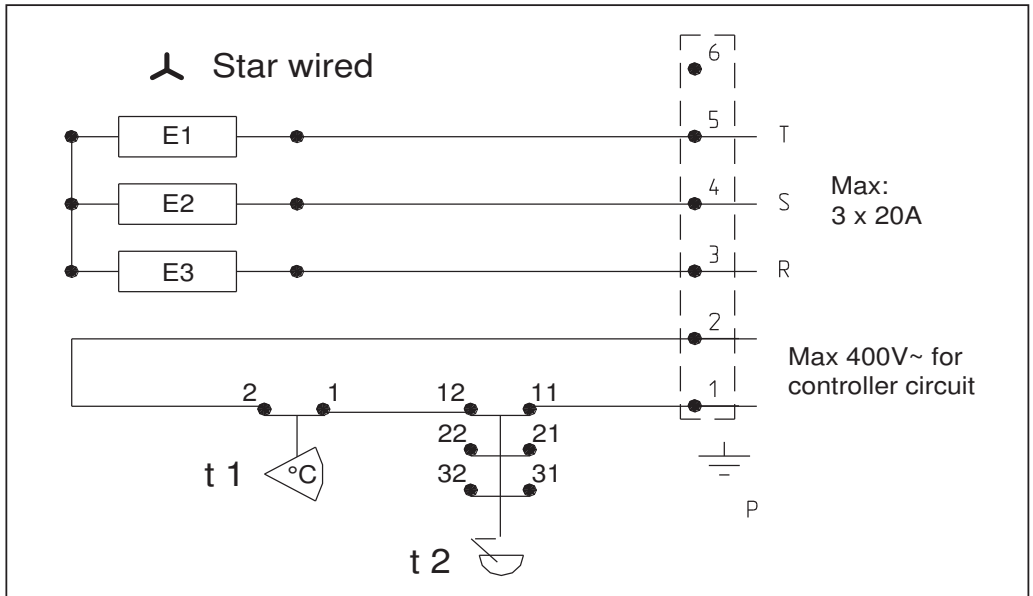 Star wired
6
E1 5 T
E2 4 S
Max:
3 x 20A
E3 3 R
2
Max 400V~ for
controller circuit
2 1 12 11 1
22 21
t 1 °C 32 31
P
t 2